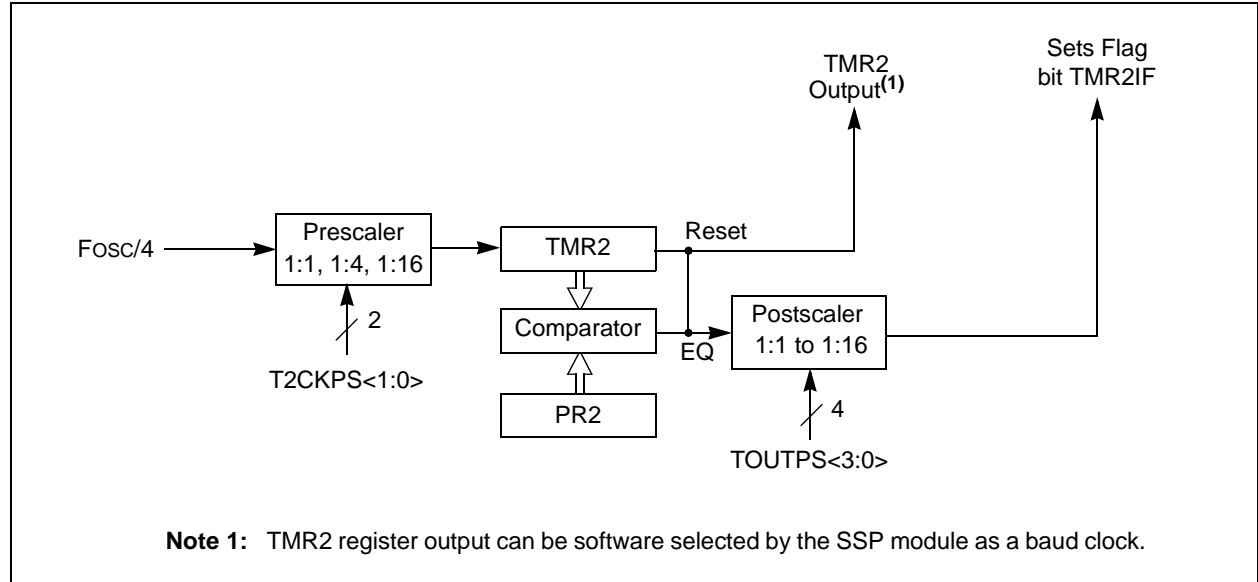 Sets Flag
bit TMR2IF
TMR2
Output(1)
Fosc/4
Prescaler
1:1, 1:4, 1:16
2
T2CKPS<1:0>
TMR2
Reset
Comparator
EQ
PR2
Postscaler
1:1 to 1:16
4
TOUTPS<3:0>
Note 1: TMR2 register output can be software selected by the SSP module as a baud clock.